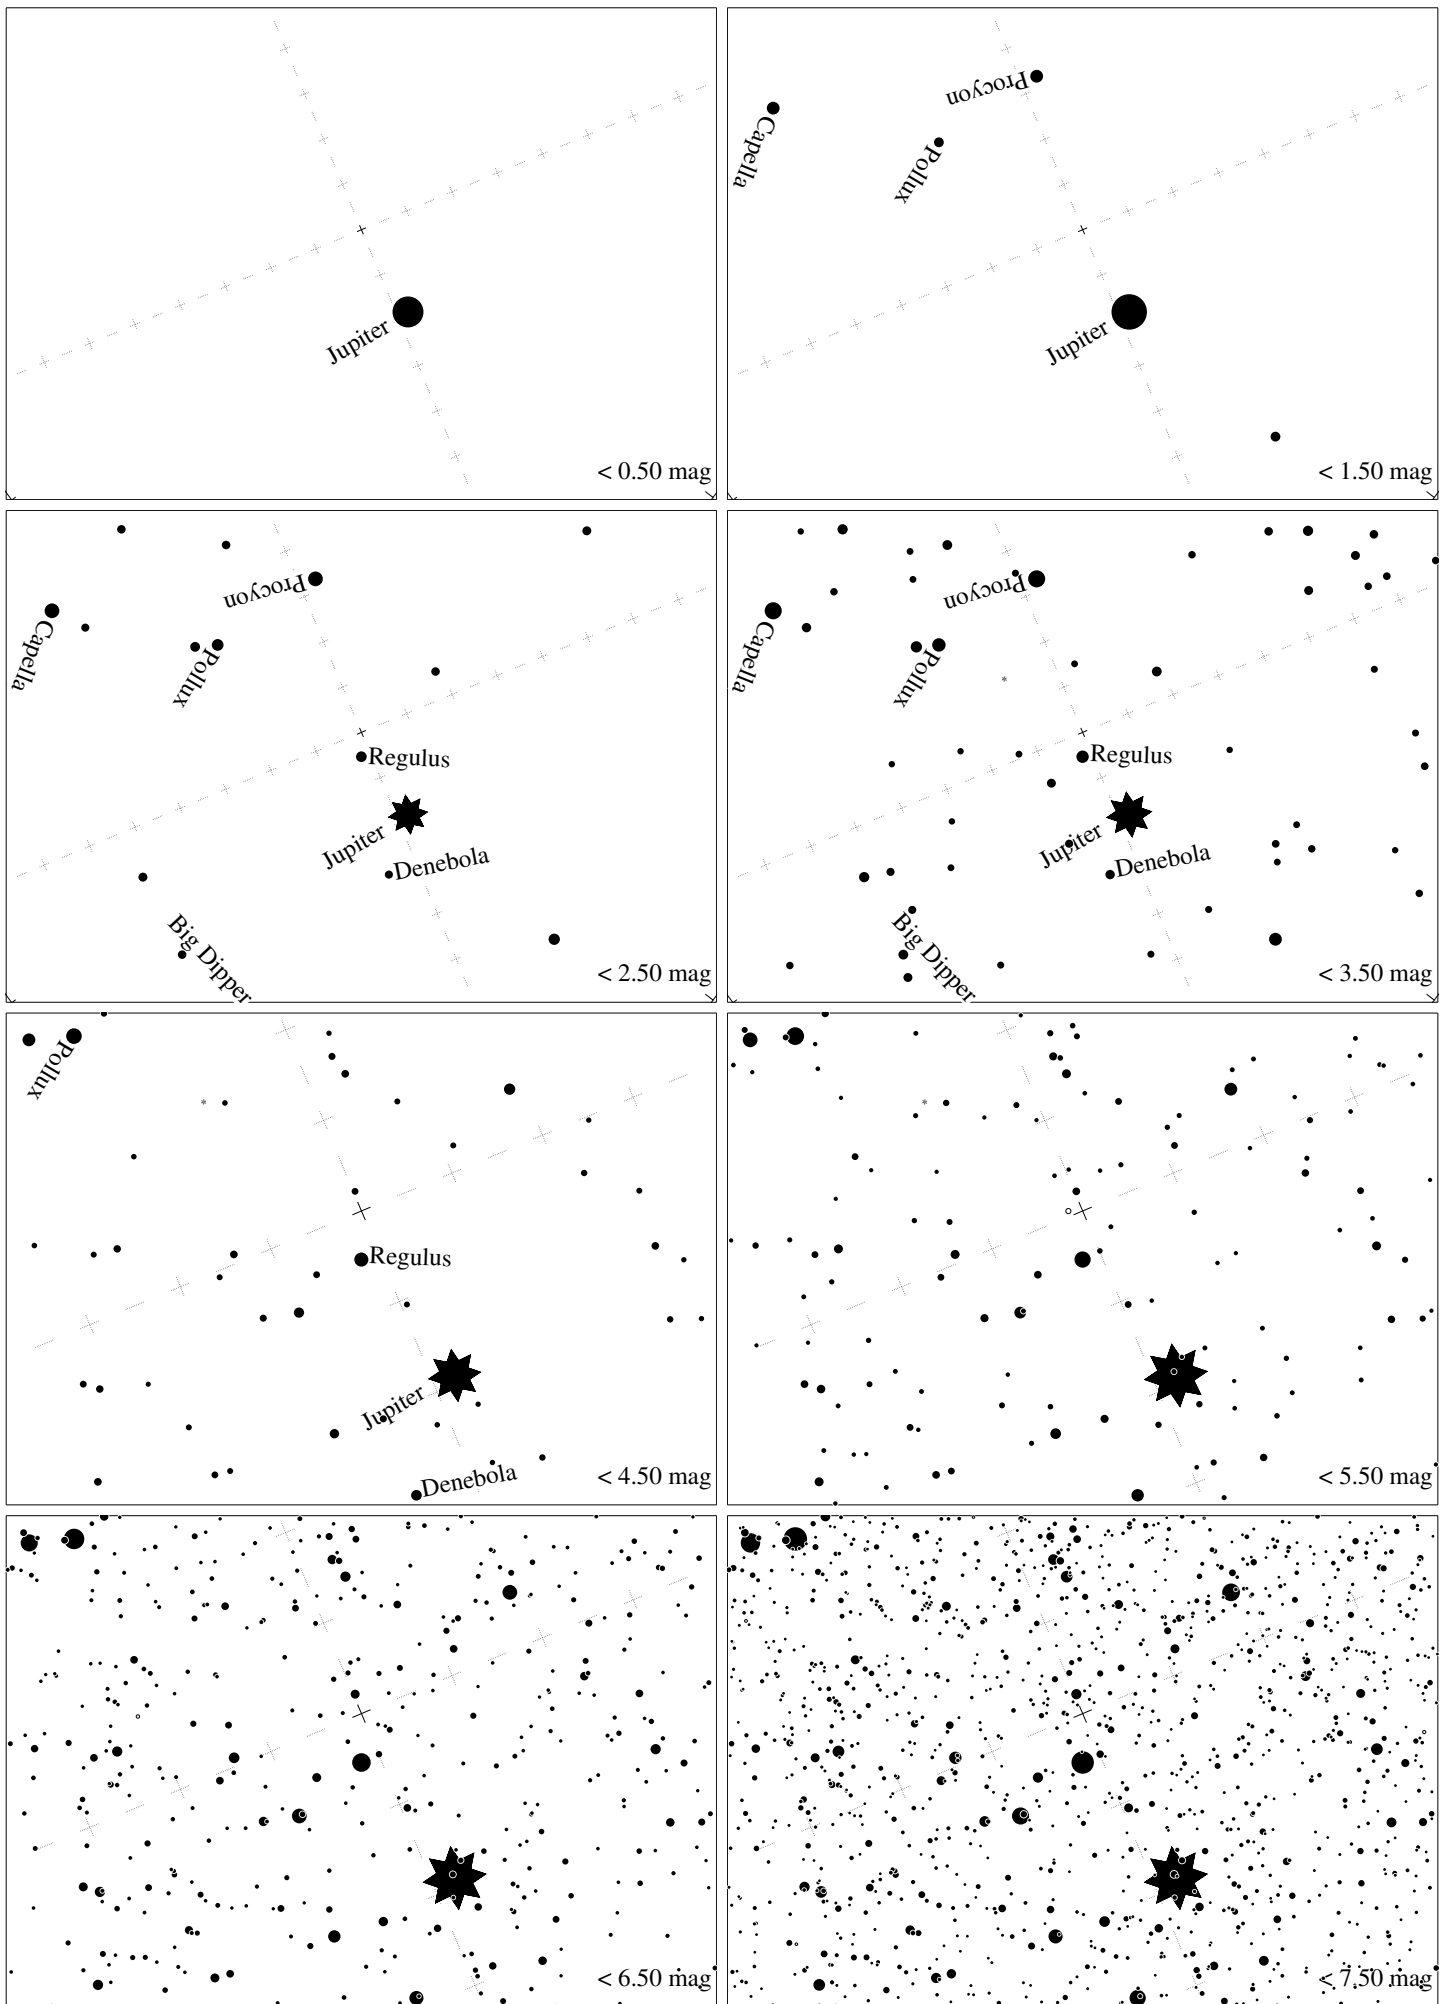 Jupiter
< 0.50 mag
Procyon
Capella
Pollux
Jupiter
< 1.50 mag
Procyon
Capella
Pollux
Regulus
Jupiter
Denebola
Big Dipper
< 2.50 mag
Procyon
Capella
Pollux
Regulus
Jupiter
Denebola
Big Dipper
< 3.50 mag
Pollux
Regulus
Jupiter
Denebola
< 4.50 mag
< 5.50 mag
< 6.50 mag
< 7.50 mag